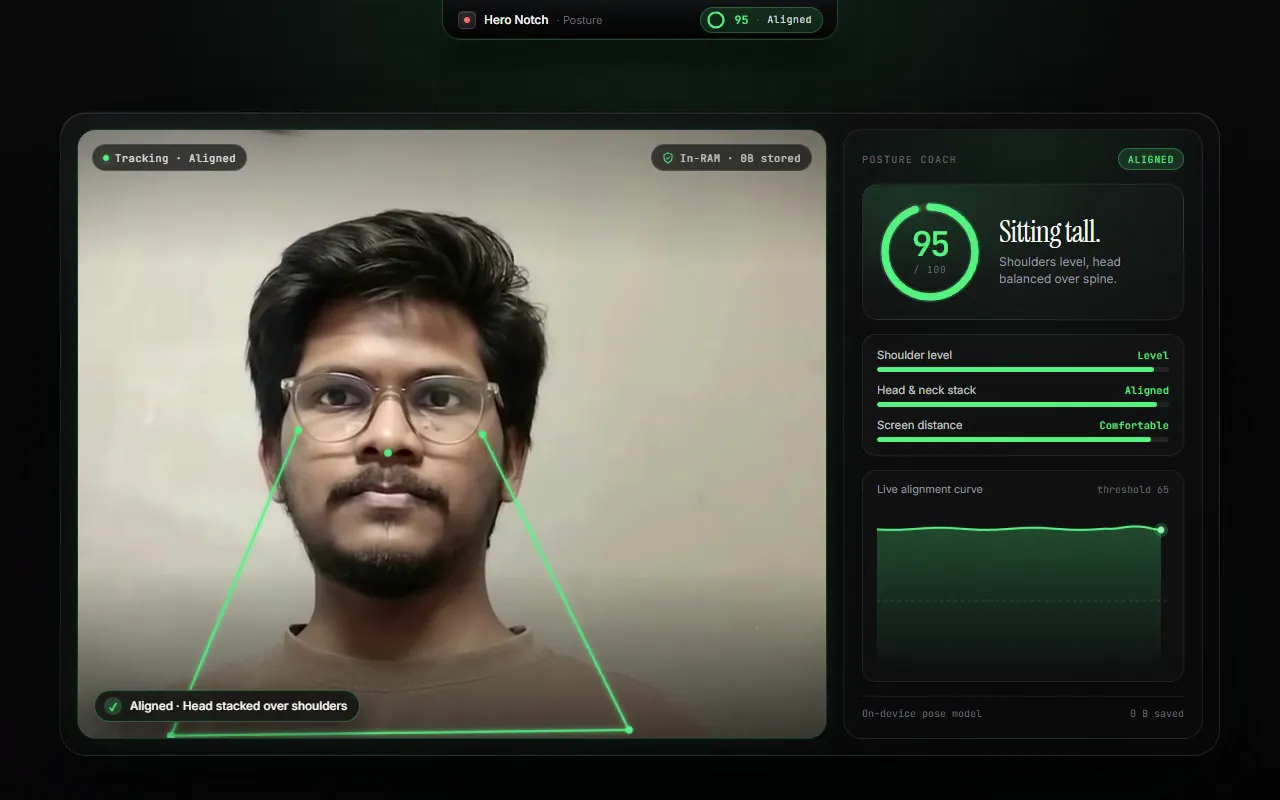 Hero Notch · Posture
95 · Aligned
Tracking · Aligned
In-RAM · 0B stored
✓ Aligned · Head stacked over shoulders
POSTURE COACH
ALIGNED
95
/ 100
Sitting tall.
Shoulders level, head
balanced over spine.
Shoulder level Level
Head & neck stack Aligned
Screen distance Comfortable
Live alignment curve threshold 65
On-device pose model 0 B saved